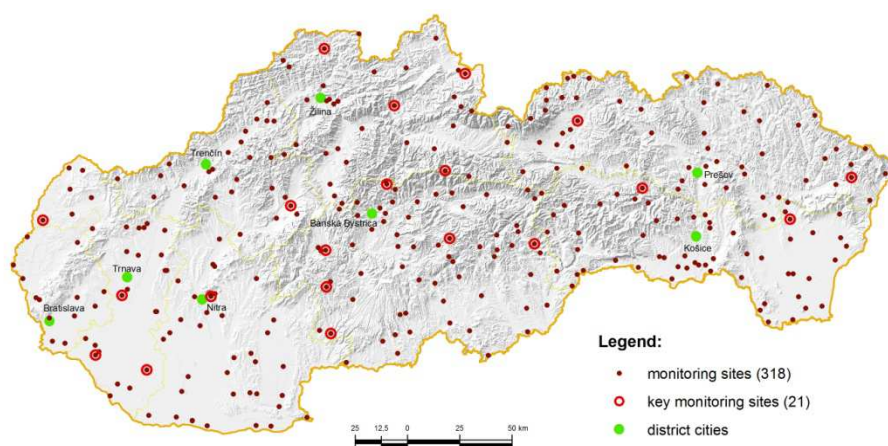 Žilina
Trenčín
Prešov
Banská Bystrica
Košice
Trnava
Nitra
Bratislava
Legend:
monitoring sites (318)
key monitoring sites (21)
district cities
25 12.5 0 25 50 km